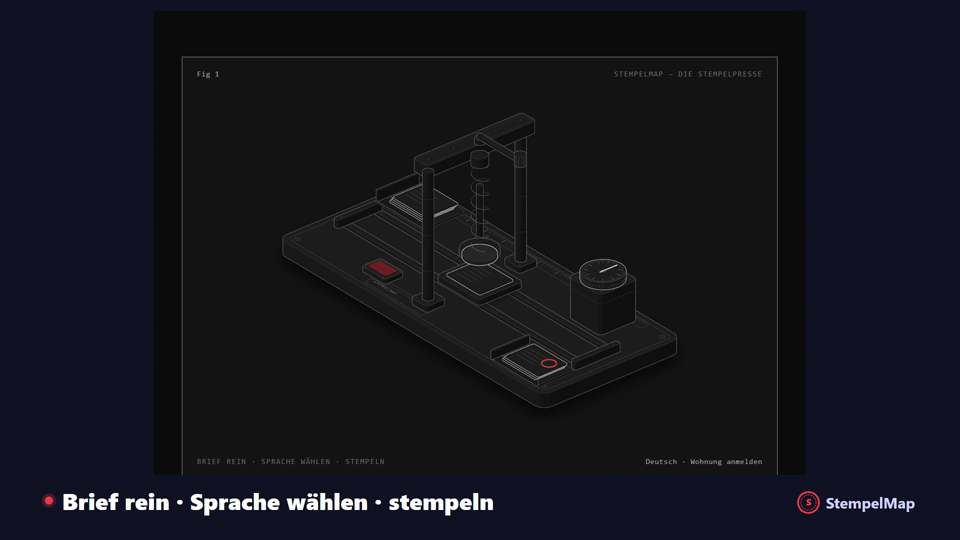 Fig 1
STEMPELMAP – DIE STEMPELPRESSE
BRIEF REIN · SPRACHE WÄHLEN · STEMPELN
Deutsch · Wohnung anmelden
Brief rein · Sprache wählen · stempeln
S
StempelMap